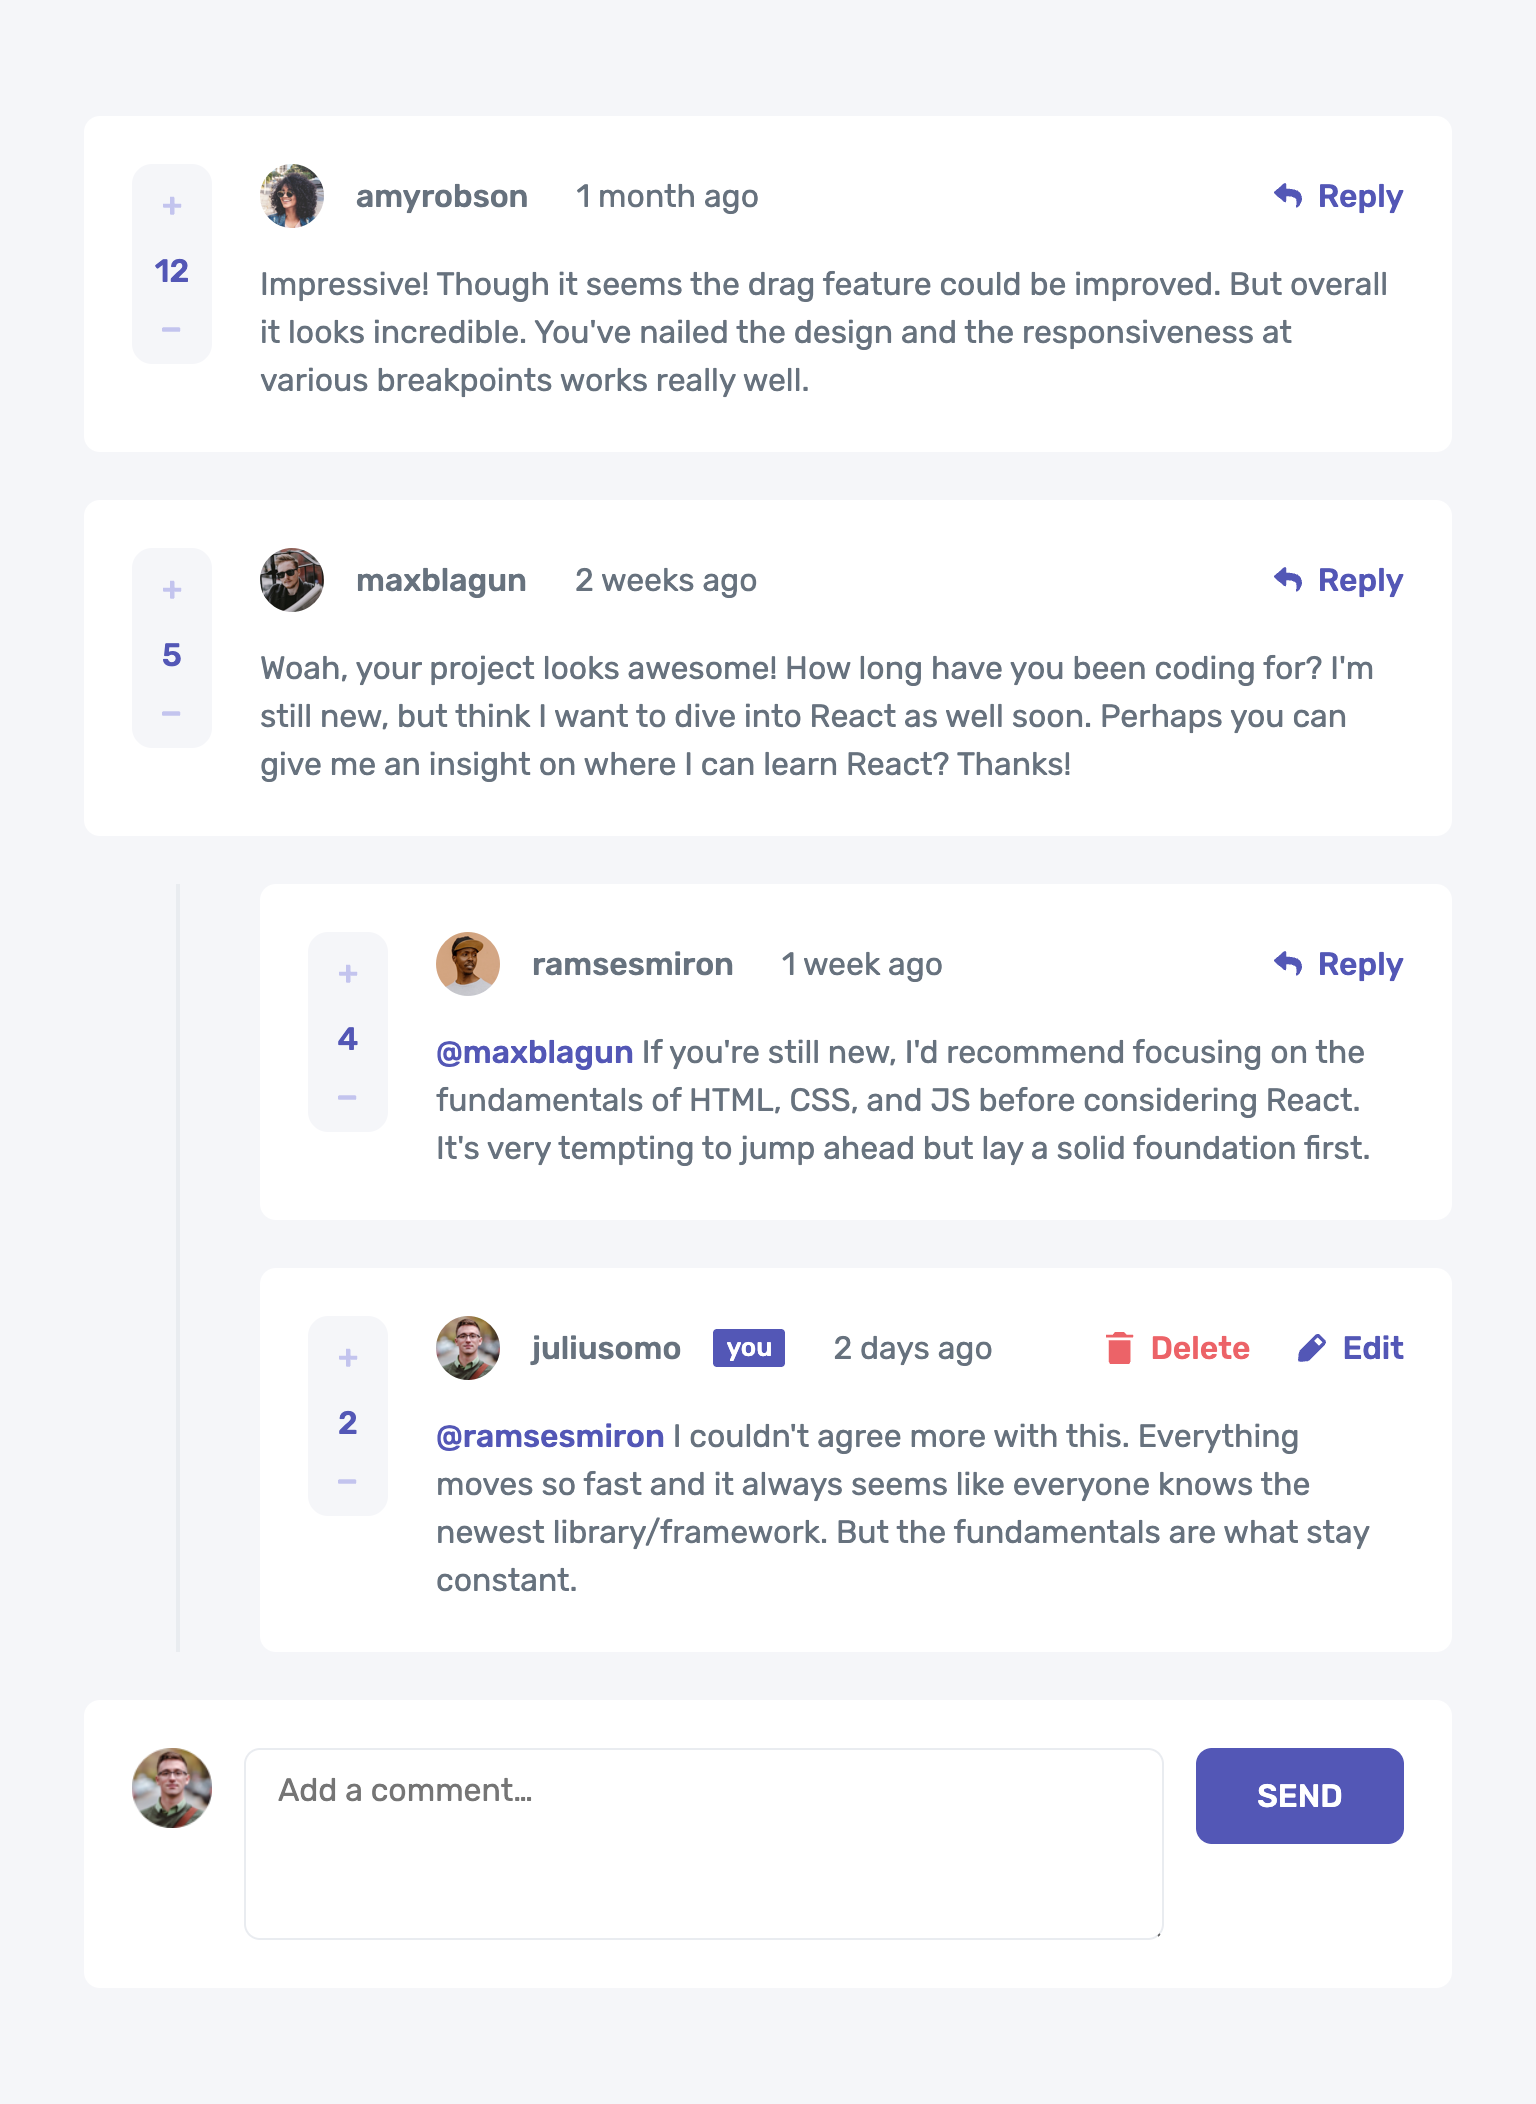 +
12
−
amyrobson 1 month ago Reply
Impressive! Though it seems the drag feature could be improved. But overall
it looks incredible. You've nailed the design and the responsiveness at
various breakpoints works really well.
+
5
−
maxblagun 2 weeks ago Reply
Woah, your project looks awesome! How long have you been coding for? I'm
still new, but think I want to dive into React as well soon. Perhaps you can
give me an insight on where I can learn React? Thanks!
+
4
−
ramsesmiron 1 week ago Reply
@maxblagun If you're still new, I'd recommend focusing on the
fundamentals of HTML, CSS, and JS before considering React.
It's very tempting to jump ahead but lay a solid foundation first.
+
2
−
juliusomo you 2 days ago Delete Edit
@ramsesmiron I couldn't agree more with this. Everything
moves so fast and it always seems like everyone knows the
newest library/framework. But the fundamentals are what stay
constant.
Add a comment... SEND